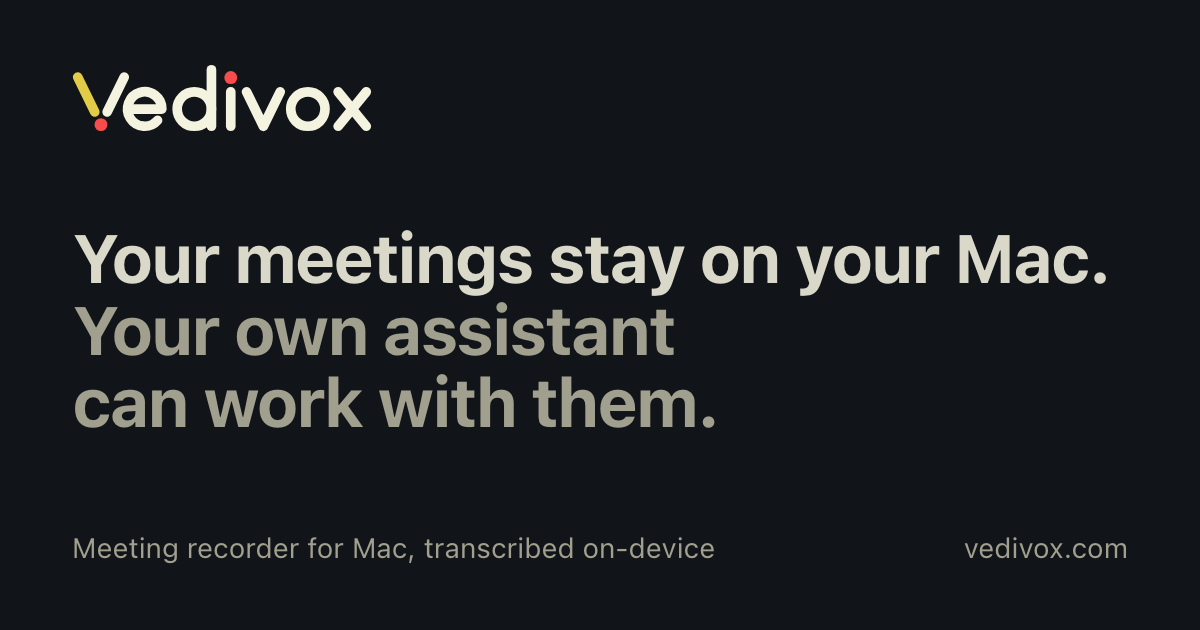 Vedivox
Your meetings stay on your Mac.
Your own assistant
can work with them.
Meeting recorder for Mac, transcribed on-device
vedivox.com